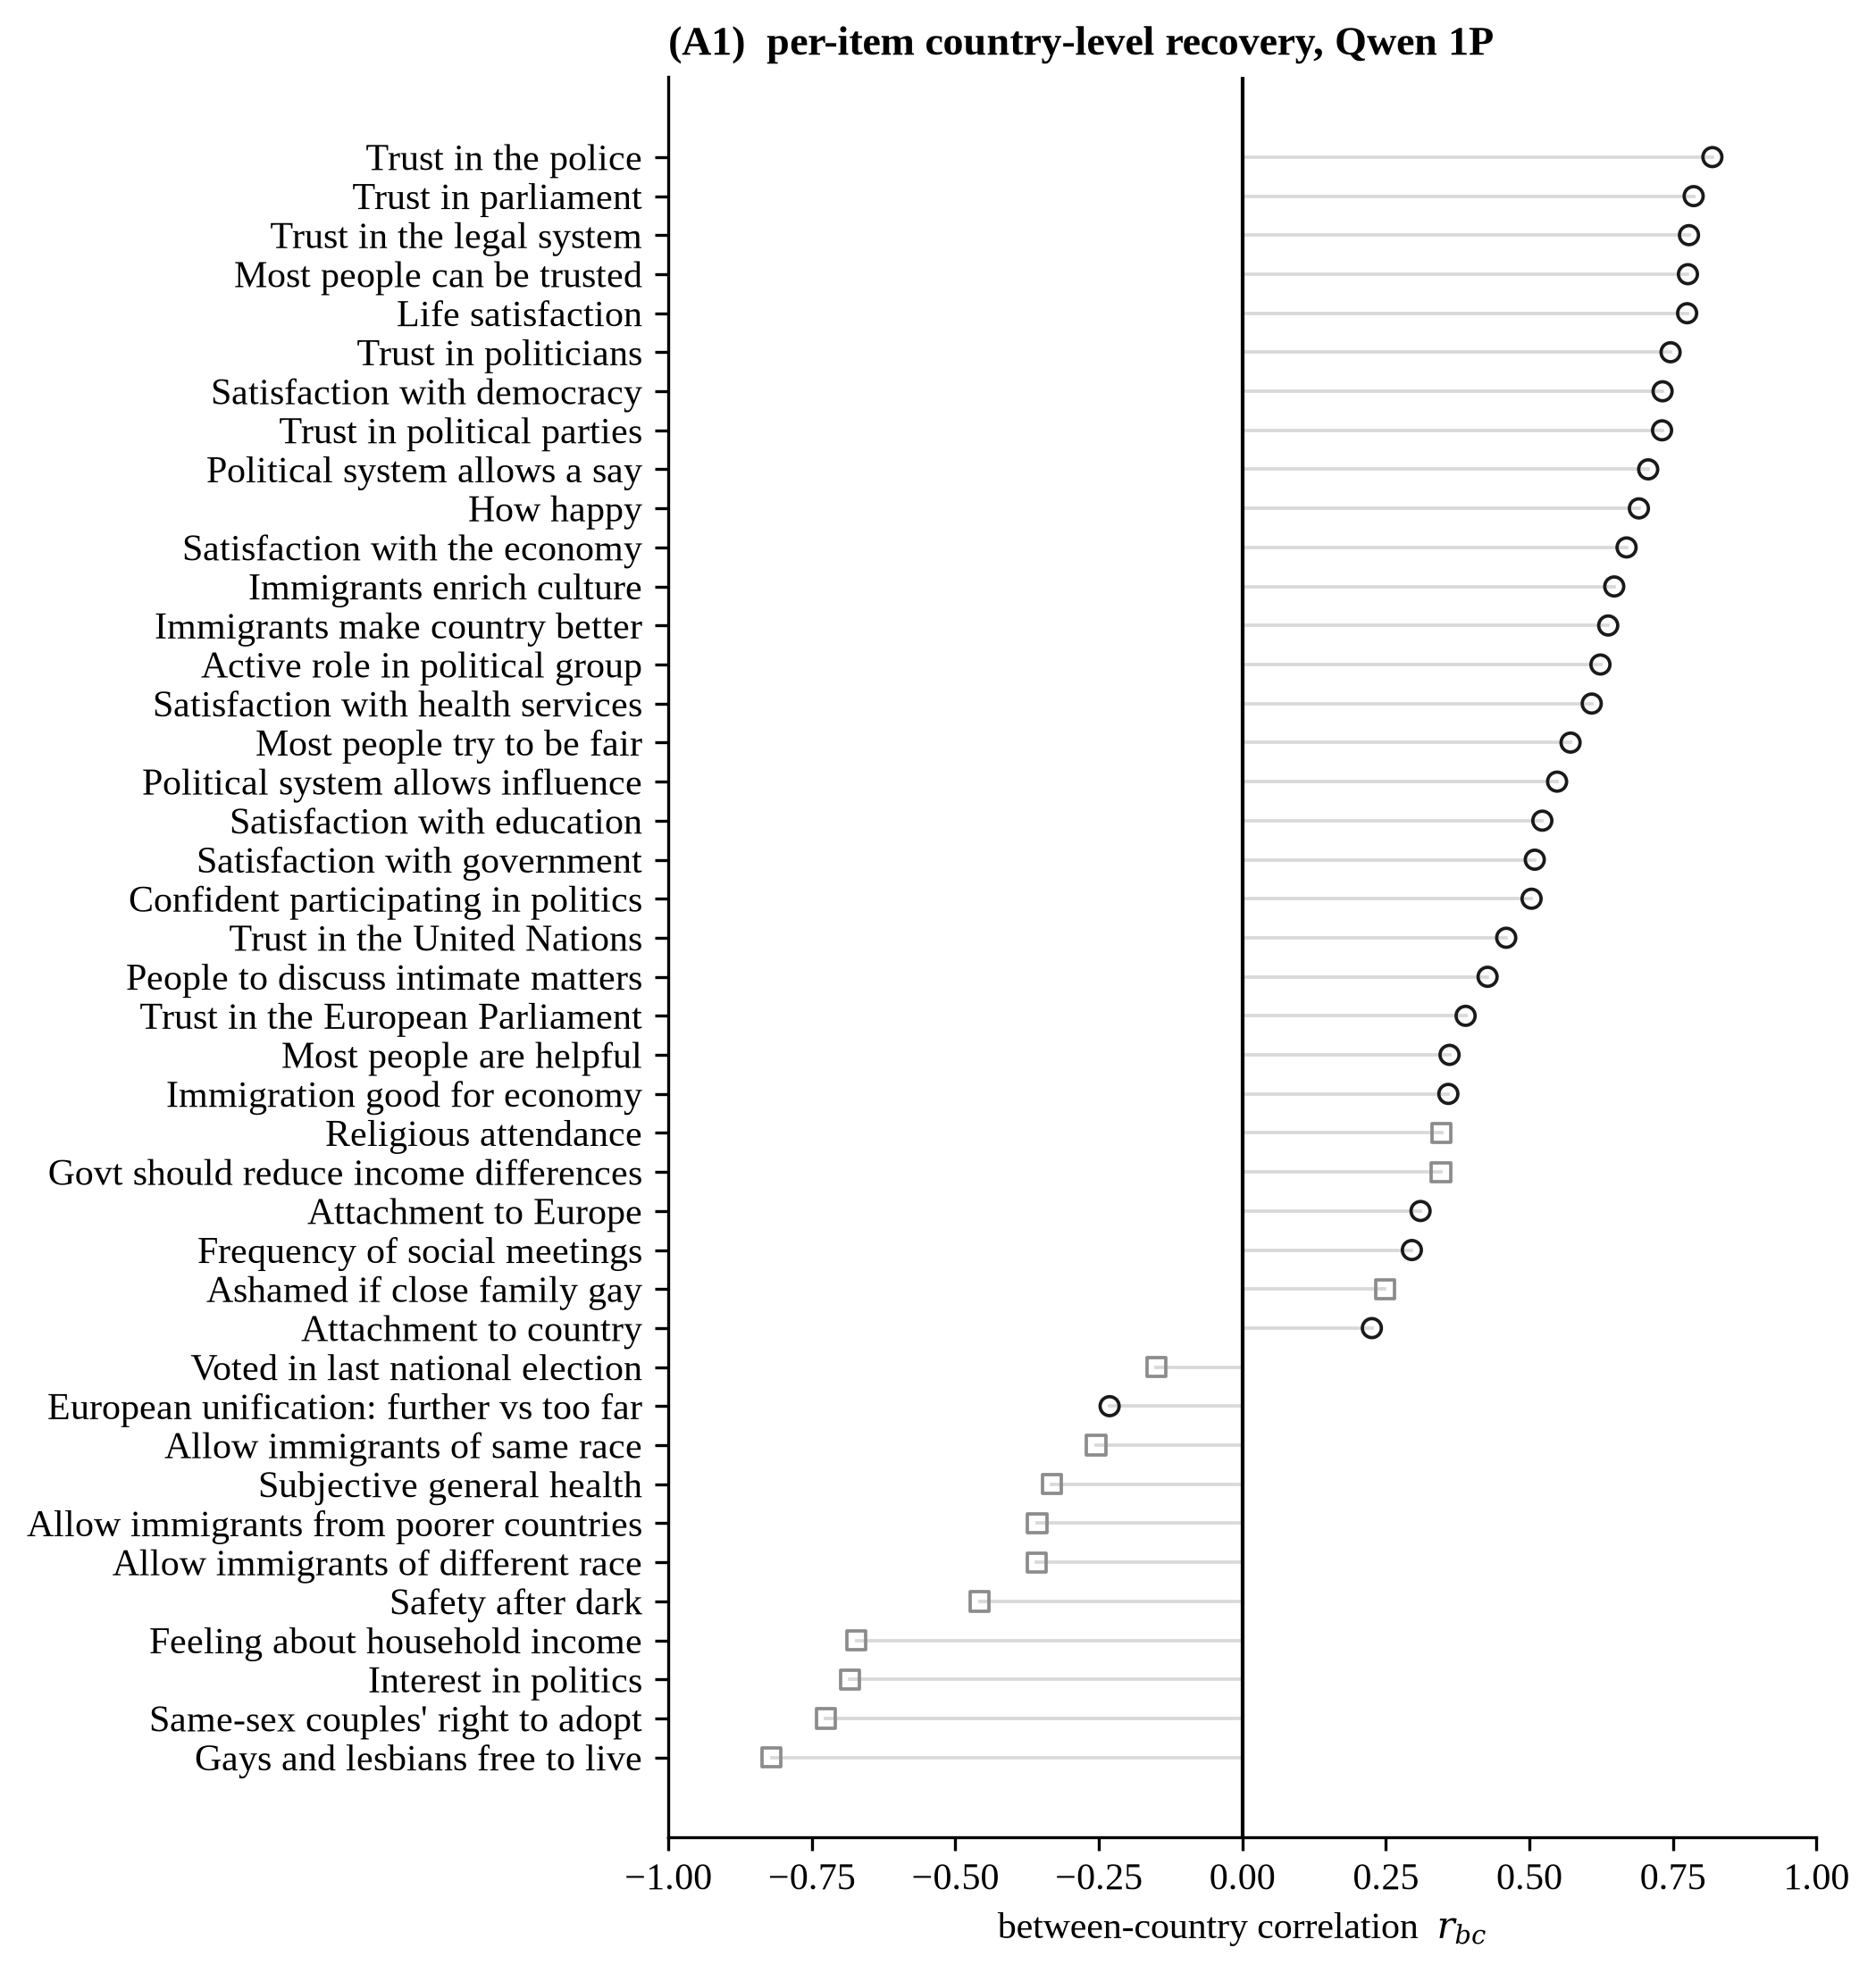 (A1)  per-item country-level recovery, Qwen 1P
Trust in the police
Trust in parliament
Trust in the legal system
Most people can be trusted
Life satisfaction
Trust in politicians
Satisfaction with democracy
Trust in political parties
Political system allows a say
How happy
Satisfaction with the economy
Immigrants enrich culture
Immigrants make country better
Active role in political group
Satisfaction with health services
Most people try to be fair
Political system allows influence
Satisfaction with education
Satisfaction with government
Confident participating in politics
Trust in the United Nations
People to discuss intimate matters
Trust in the European Parliament
Most people are helpful
Immigration good for economy
Religious attendance
Govt should reduce income differences
Attachment to Europe
Frequency of social meetings
Ashamed if close family gay
Attachment to country
Voted in last national election
European unification: further vs too far
Allow immigrants of same race
Subjective general health
Allow immigrants from poorer countries
Allow immigrants of different race
Safety after dark
Feeling about household income
Interest in politics
Same-sex couples' right to adopt
Gays and lesbians free to live
−1.00 −0.75 −0.50 −0.25 0.00 0.25 0.50 0.75 1.00
between-country correlation r_bc